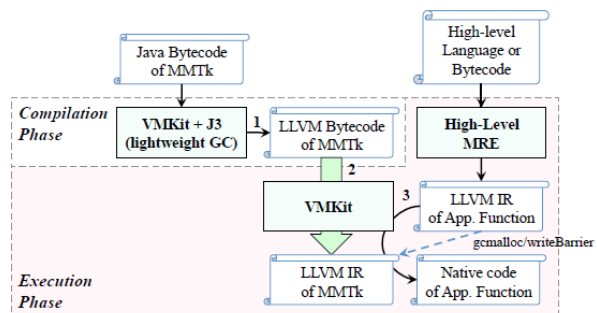 High-level
Language or
Bytecode
Java Bytecode
of MMTk
Compilation
Phase
VMKit + J3
(lightweight GC)
1
LLVM Bytecode
of MMTk
High-Level
MRE
2
VMKit
3
LLVM IR
of App. Function
gcmalloc/writeBarrier
Execution
Phase
LLVM IR
of MMTk
Native code
of App. Function